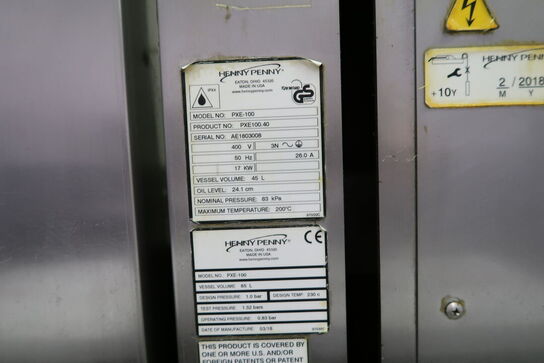 HENNY PENNY
EATON, OHIO 45320
MADE IN USA
www.hennypenny.com
IPX4
MODEL NO: PXE-100
PRODUCT NO: PXE100.40
SERIAL NO: AE1803008
400 V 3N
50 Hz 26.0 A
17 KW
VESSEL VOLUME: 45 L
OIL LEVEL: 24.1 cm
NOMINAL PRESSURE: 83 kPa
MAXIMUM TEMPERATURE: 200°C
HENNY PENNY CE
EATON, OHIO 45320
MADE IN USA
www.hennypenny.com
MODEL NO: PXE-100
VESSEL VOLUME: 65 L
DESIGN PRESSURE: 1.0 bar DESIGN TEMP: 230 c
TEST PRESSURE: 1.52 bars
OPERATING PRESSURE: 0.83 bar
DATE OF MANUFACTURE: 03/18
THIS PRODUCT IS COVERED BY
ONE OR MORE U.S. AND/OR
FOREIGN PATENTS OR PATENT
HENNY PENNY
+10Y 2 / 2018
M Y